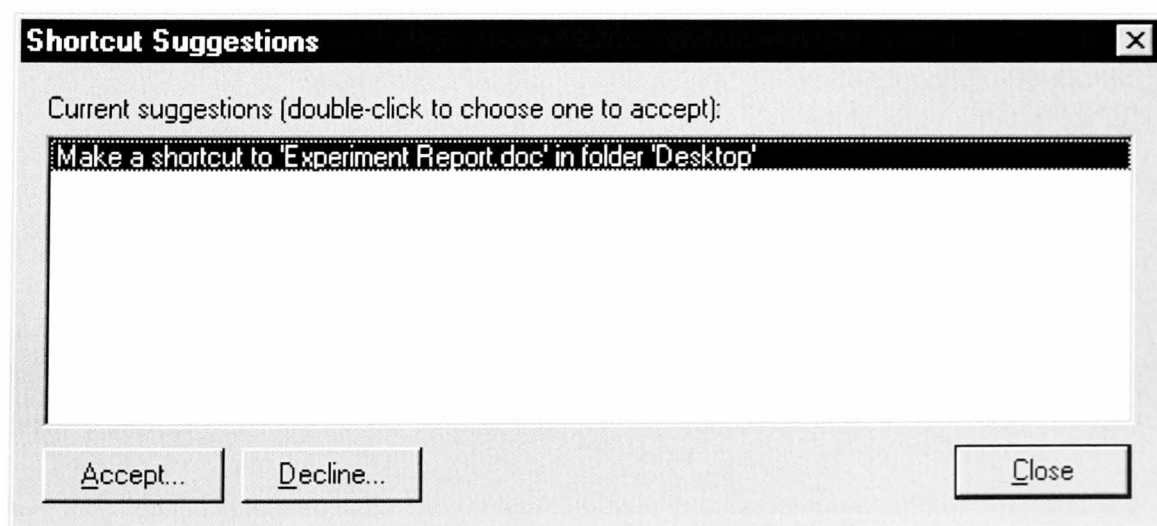 Shortcut Suggestions
Current suggestions (double-click to choose one to accept):
Make a shortcut to 'Experiment Report.doc' in folder 'Desktop'
Accept... Decline... Close